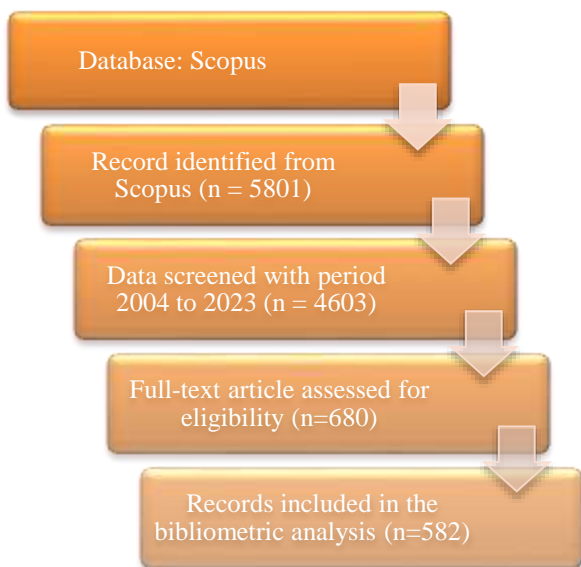 Database: Scopus
Record identified from
Scopus (n = 5801)
Data screened with period
2004 to 2023 (n = 4603)
Full-text article assessed for
eligibility (n=680)
Records included in the
bibliometric analysis (n=582)